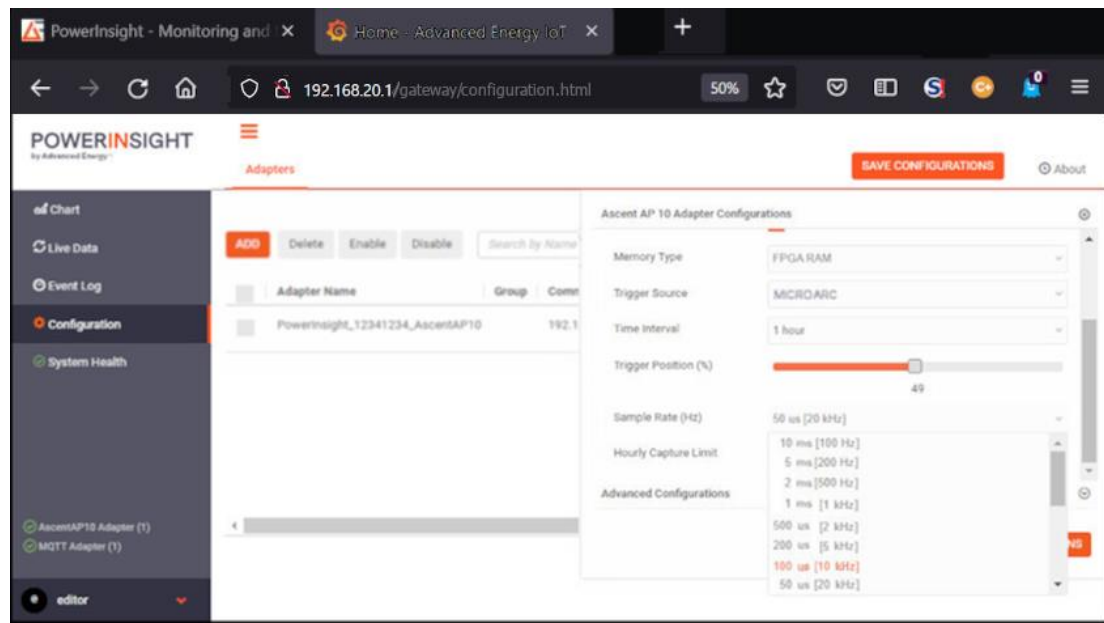 PowerInsight - Monitoring and
Home - Advanced Energy IoT
192.168.20.1/gateway/configuration.html
50%
0
POWERINSIGHT
by Advanced Energy
Adapters
SAVE CONFIGURATIONS
About
Chart
Live Data
Event Log
Configuration
System Health
ADD
Delete
Enable
Disable
Search by Name
Adapter Name
Group
Comm
PowerInsight_12341234_AscentAP10
192.1
Ascent AP 10 Adapter Configurations
Memory Type
FPGA RAM
Trigger Source
MICROARC
Time Interval
1 hour
Trigger Position (%)
49
Sample Rate (Hz)
50 us [20 kHz]
10 ms [100 Hz]
5 ms [200 Hz]
2 ms [500 Hz]
1 ms [1 kHz]
500 us [2 kHz]
200 us [5 kHz]
100 us [10 kHz]
50 us [20 kHz]
Hourly Capture Limit
Advanced Configurations
NS
AscentAP10 Adapter (1)
MQTT Adapter (1)
editor